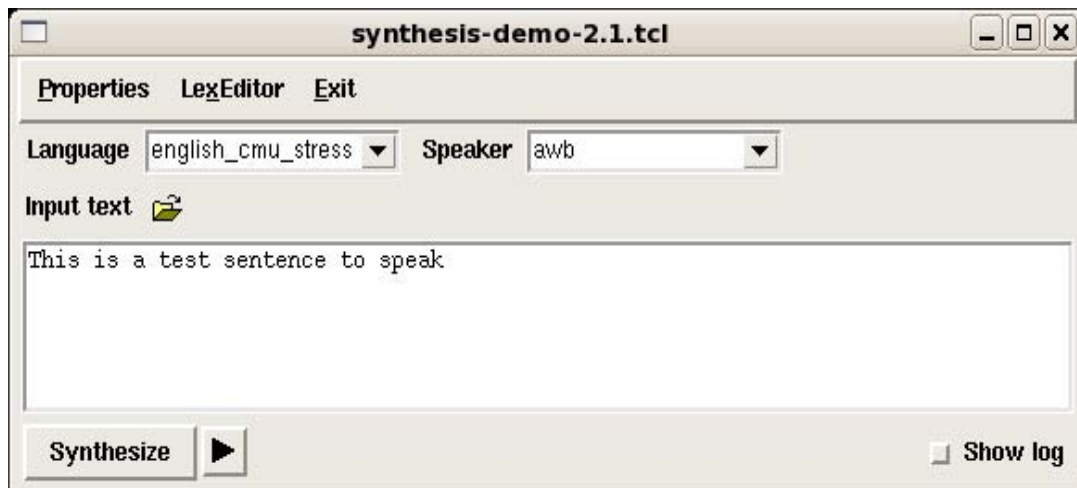 synthesis-demo-2.1.tcl
Properties LexEditor Exit
Language english_cmu_stress Speaker awb
Input text
This is a test sentence to speak
Synthesize Show log